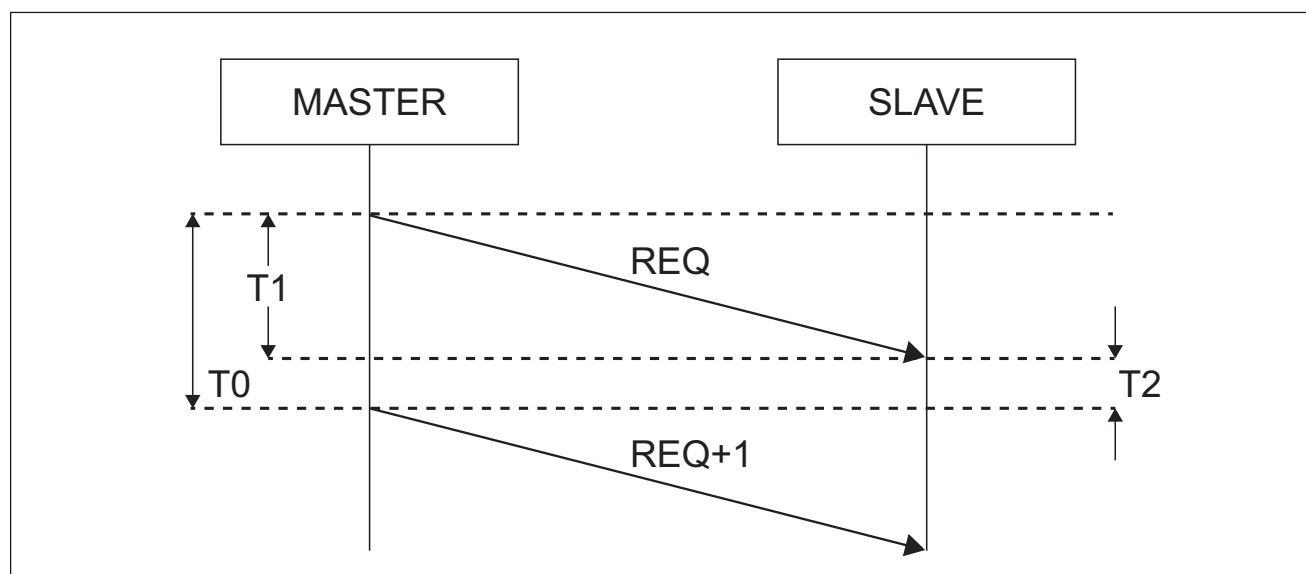 MASTER
SLAVE
REQ
T1
T0
T2
REQ+1